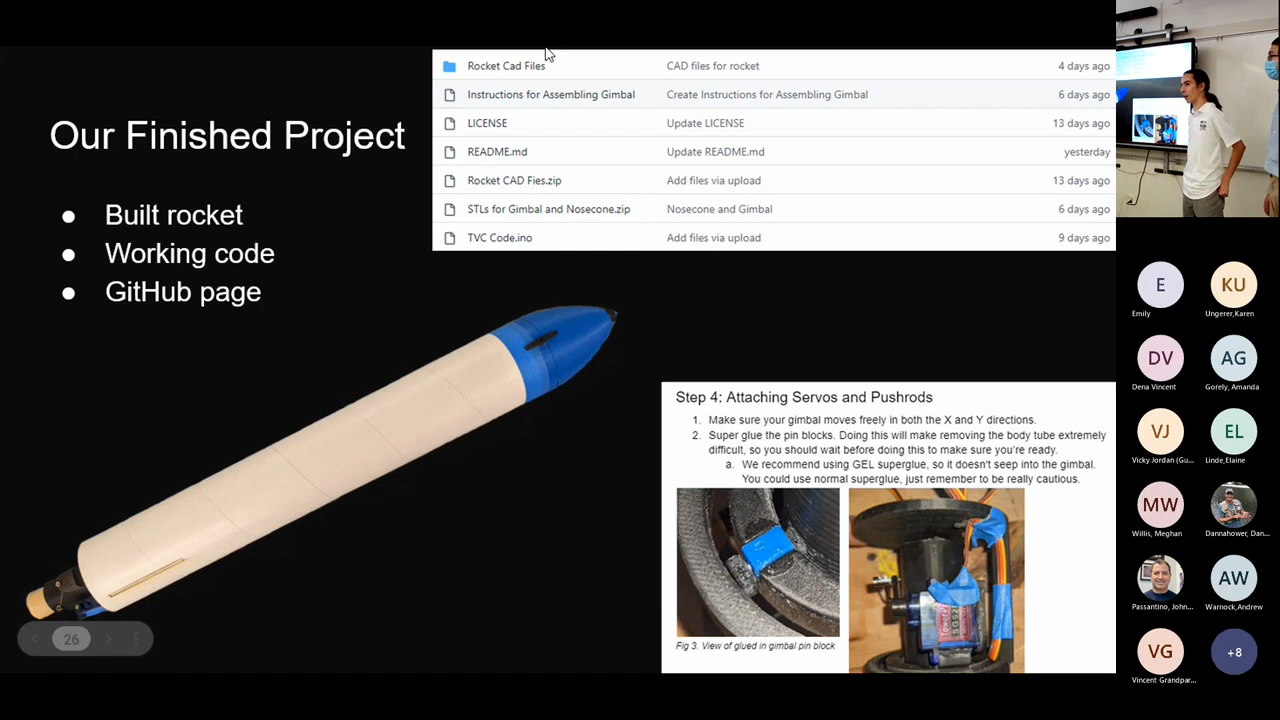 Our Finished Project
● Built rocket
● Working code
● GitHub page
Rocket Cad Files CAD files for rocket 4 days ago
Instructions for Assembling Gimbal Create Instructions for Assembling Gimbal 6 days ago
LICENSE Update LICENSE 13 days ago
README.md Update README.md yesterday
Rocket CAD Fies.zip Add files via upload 13 days ago
STLs for Gimbal and Nosecone.zip Nosecone and Gimbal 6 days ago
TVC Code.ino Add files via upload 9 days ago
Step 4: Attaching Servos and Pushrods
1. Make sure your gimbal moves freely in both the X and Y directions.
2. Super glue the pin blocks. Doing this will make removing the body tube extremely
difficult, so you should wait before doing this to make sure you're ready.
a. We recommend using GEL superglue, so it doesn't seep into the gimbal.
You could use normal superglue, just remember to be really cautious.
Fig 3. View of glued in gimbal pin block
26
E
Emily
KU
Ungerer,Karen
DV
Dena Vincent
AG
Gorely, Amanda
VJ
Vicky Jordan (Gu...
EL
Linde,Elaine
MW
Willis, Meghan
Dannahower, Dan...
Passantino, John...
AW
Warnock,Andrew
VG
Vincent Grandpar...
+8